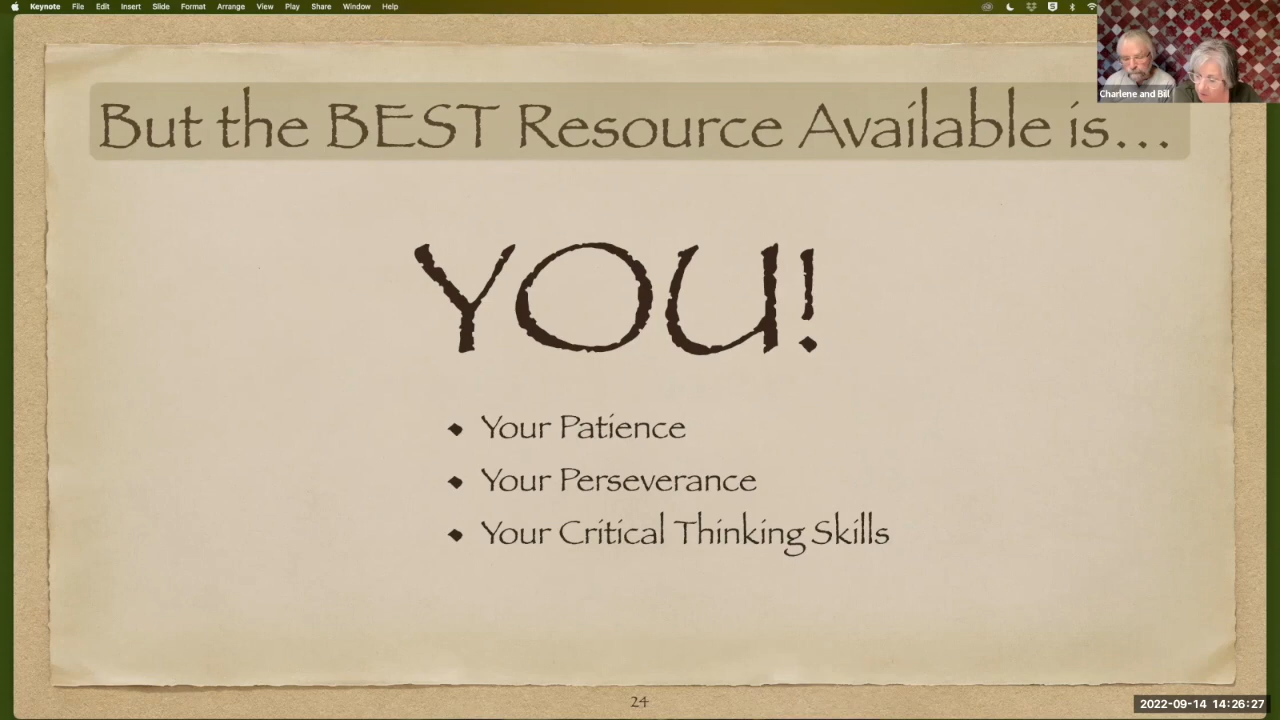 Keynote File Edit Insert Slide Format Arrange View Play Share Window Help
Charlene and Bill
But the BEST Resource Available is...
YOU!
Your Patience
Your Perseverance
Your Critical Thinking Skills
24
2022-09-14 14:26:27